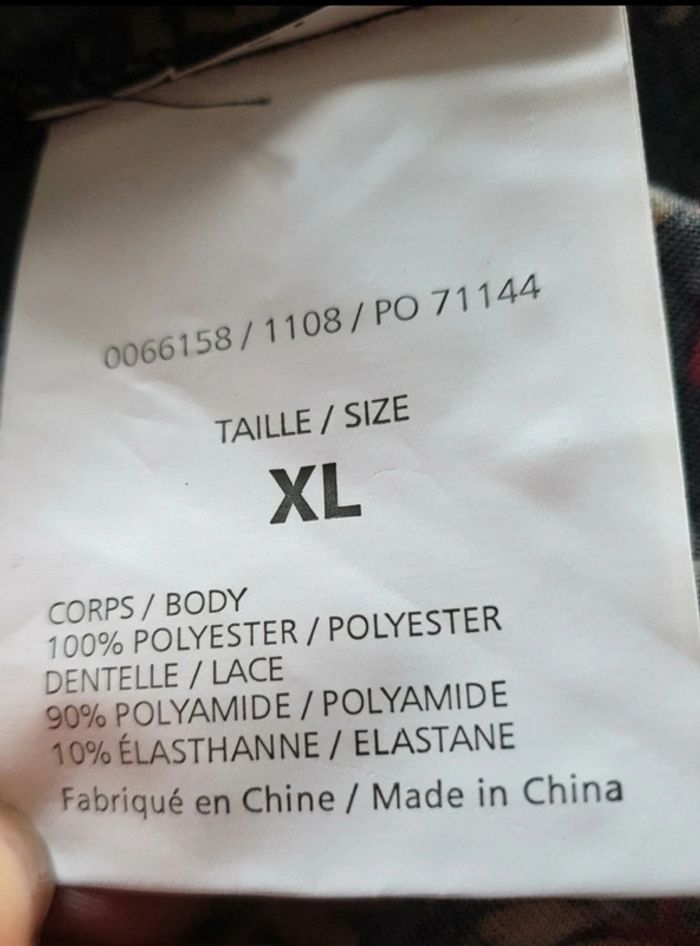 0066158 / 1108 / PO 71144
TAILLE / SIZE
XL
CORPS / BODY
100% POLYESTER / POLYESTER
DENTELLE / LACE
90% POLYAMIDE / POLYAMIDE
10% ÉLASTHANNE / ELASTANE
Fabriqué en Chine / Made in China